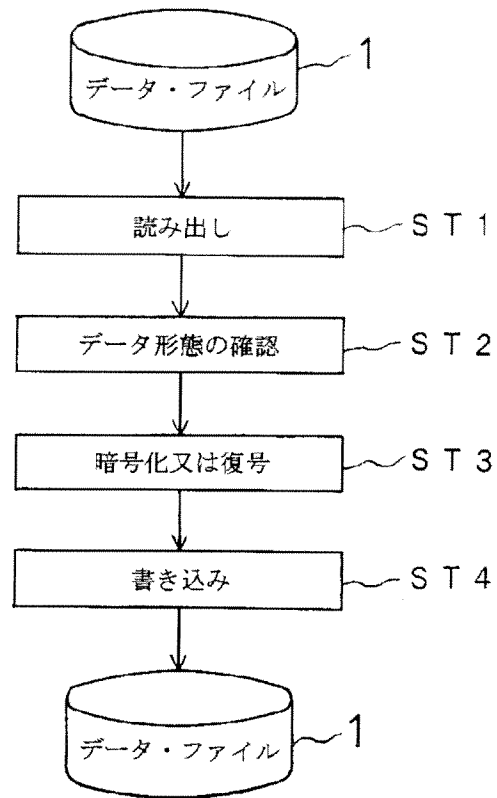 データ・ファイル 1
読み出し ST1
データ形態の確認 ST2
暗号化又は復号 ST3
書き込み ST4
データ・ファイル 1